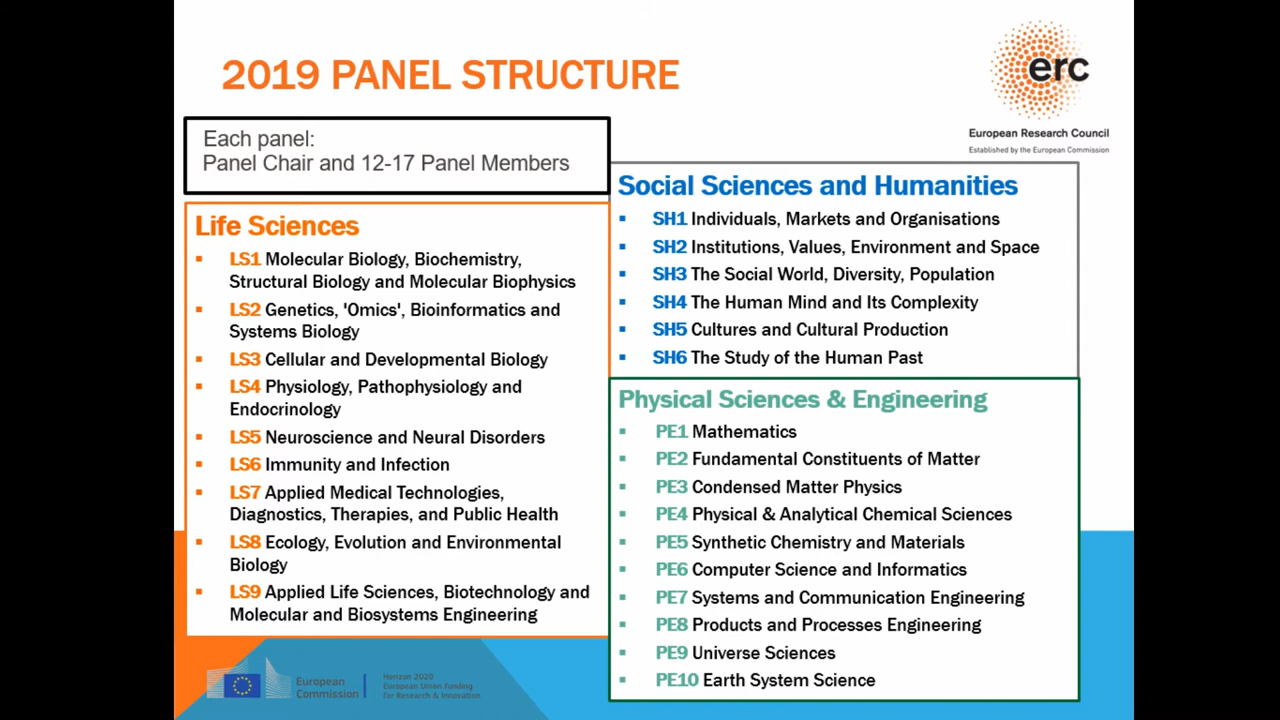 2019 PANEL STRUCTURE
erc
European Research Council
Established by the European Commission
Each panel:
Panel Chair and 12-17 Panel Members
Life Sciences
▪ LS1 Molecular Biology, Biochemistry,
Structural Biology and Molecular Biophysics
▪ LS2 Genetics, 'Omics', Bioinformatics and
Systems Biology
▪ LS3 Cellular and Developmental Biology
▪ LS4 Physiology, Pathophysiology and
Endocrinology
▪ LS5 Neuroscience and Neural Disorders
▪ LS6 Immunity and Infection
▪ LS7 Applied Medical Technologies,
Diagnostics, Therapies, and Public Health
▪ LS8 Ecology, Evolution and Environmental
Biology
▪ LS9 Applied Life Sciences, Biotechnology and
Molecular and Biosystems Engineering
Social Sciences and Humanities
▪ SH1 Individuals, Markets and Organisations
▪ SH2 Institutions, Values, Environment and Space
▪ SH3 The Social World, Diversity, Population
▪ SH4 The Human Mind and Its Complexity
▪ SH5 Cultures and Cultural Production
▪ SH6 The Study of the Human Past
Physical Sciences & Engineering
▪ PE1 Mathematics
▪ PE2 Fundamental Constituents of Matter
▪ PE3 Condensed Matter Physics
▪ PE4 Physical & Analytical Chemical Sciences
▪ PE5 Synthetic Chemistry and Materials
▪ PE6 Computer Science and Informatics
▪ PE7 Systems and Communication Engineering
▪ PE8 Products and Processes Engineering
▪ PE9 Universe Sciences
▪ PE10 Earth System Science
European
Commission
Horizon 2020
European Union funding
for Research & Innovation